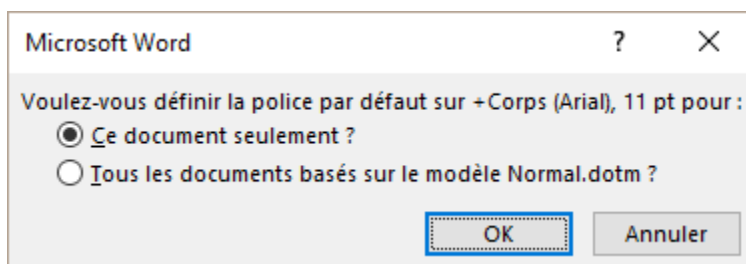 Microsoft Word ?
Voulez-vous définir la police par défaut sur +Corps (Arial), 11 pt pour :
Ce document seulement ?
Tous les documents basés sur le modèle Normal.dotm ?
OK Annuler